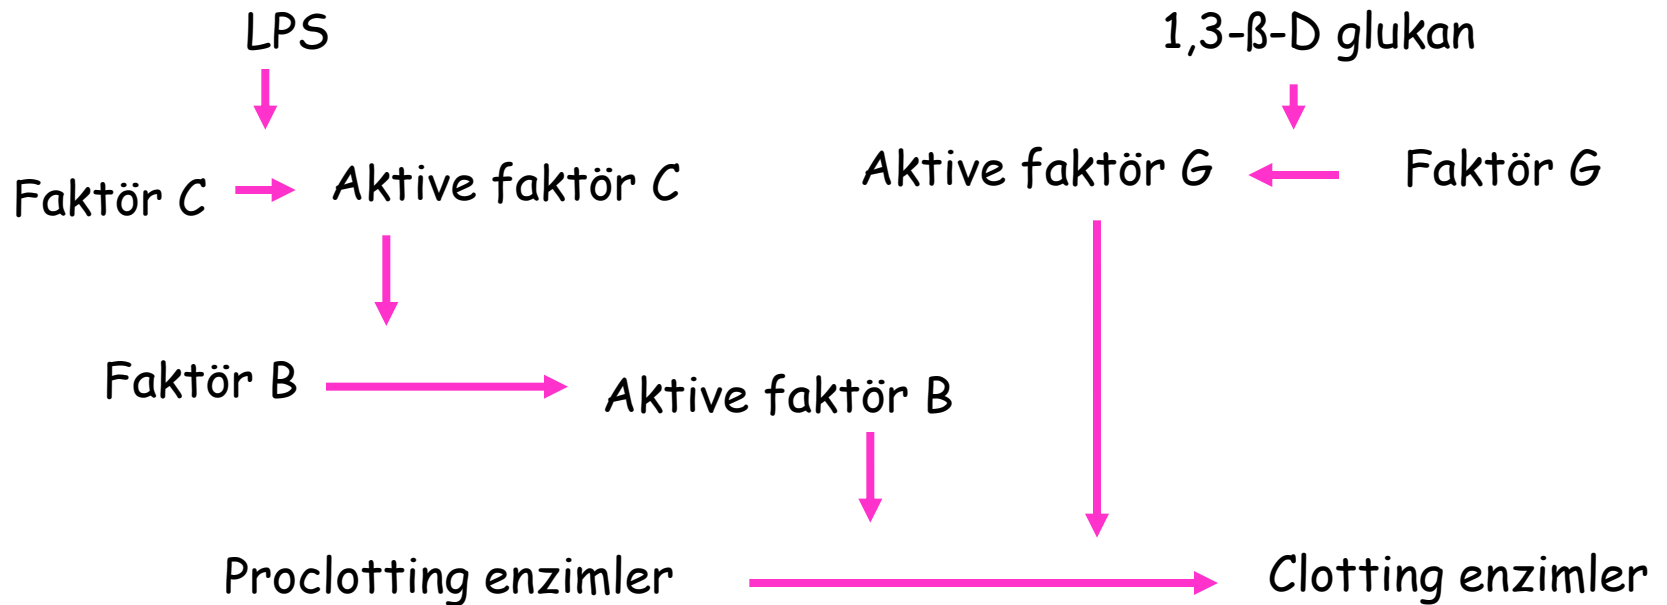 LPS
1,3-ß-D glukan
Faktör C
Aktive faktör C
Aktive faktör G
Faktör G
Faktör B
Aktive faktör B
Proclotting enzimler
Clotting enzimler